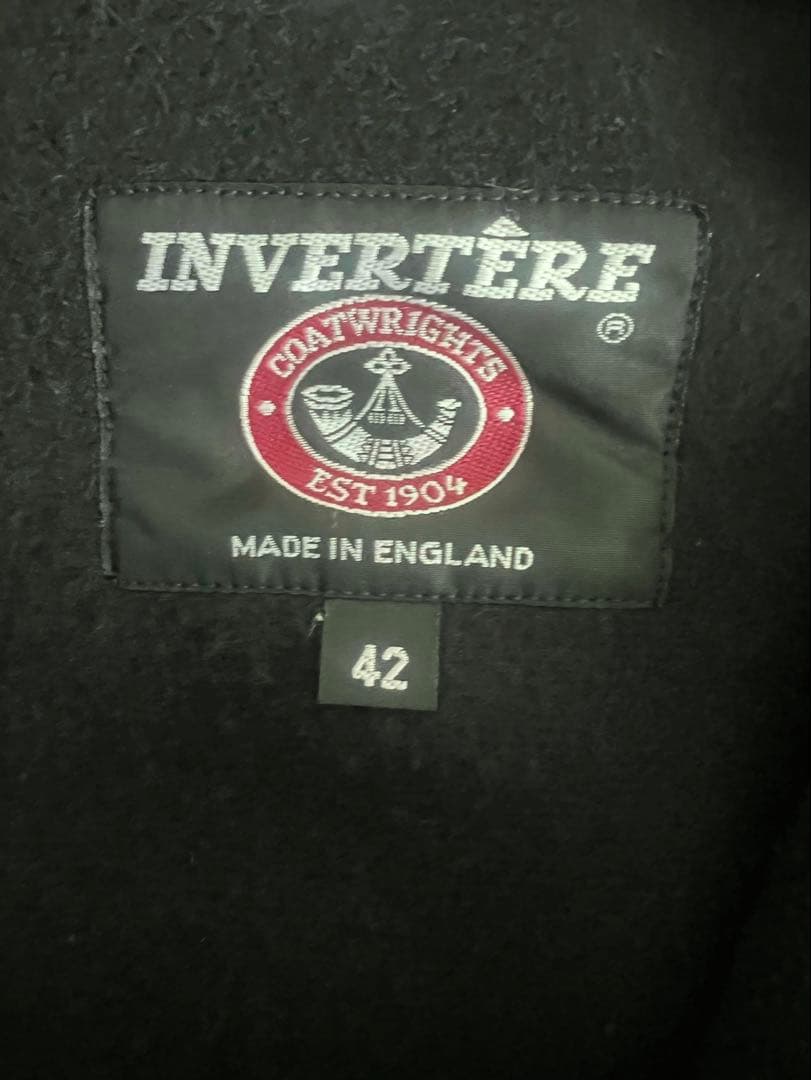 INVERTÊRE
®
COATWRIGHTS
EST 1904
MADE IN ENGLAND
42